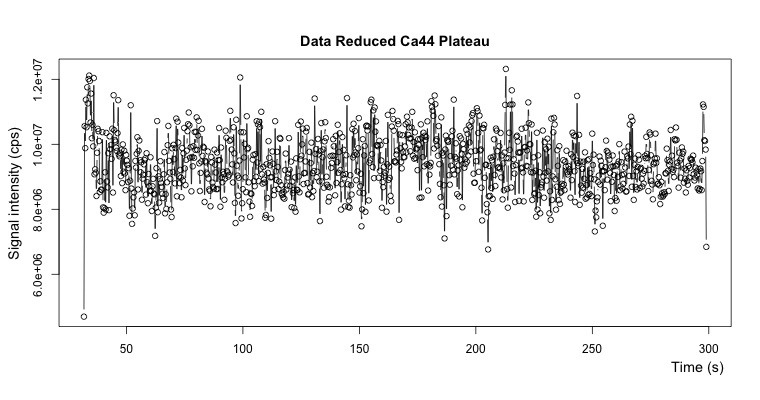 Data Reduced Ca44 Plateau
Signal intensity (cps)
1.2e+07
1.0e+07
8.0e+06
6.0e+06
50 100 150 200 250 300
Time (s)